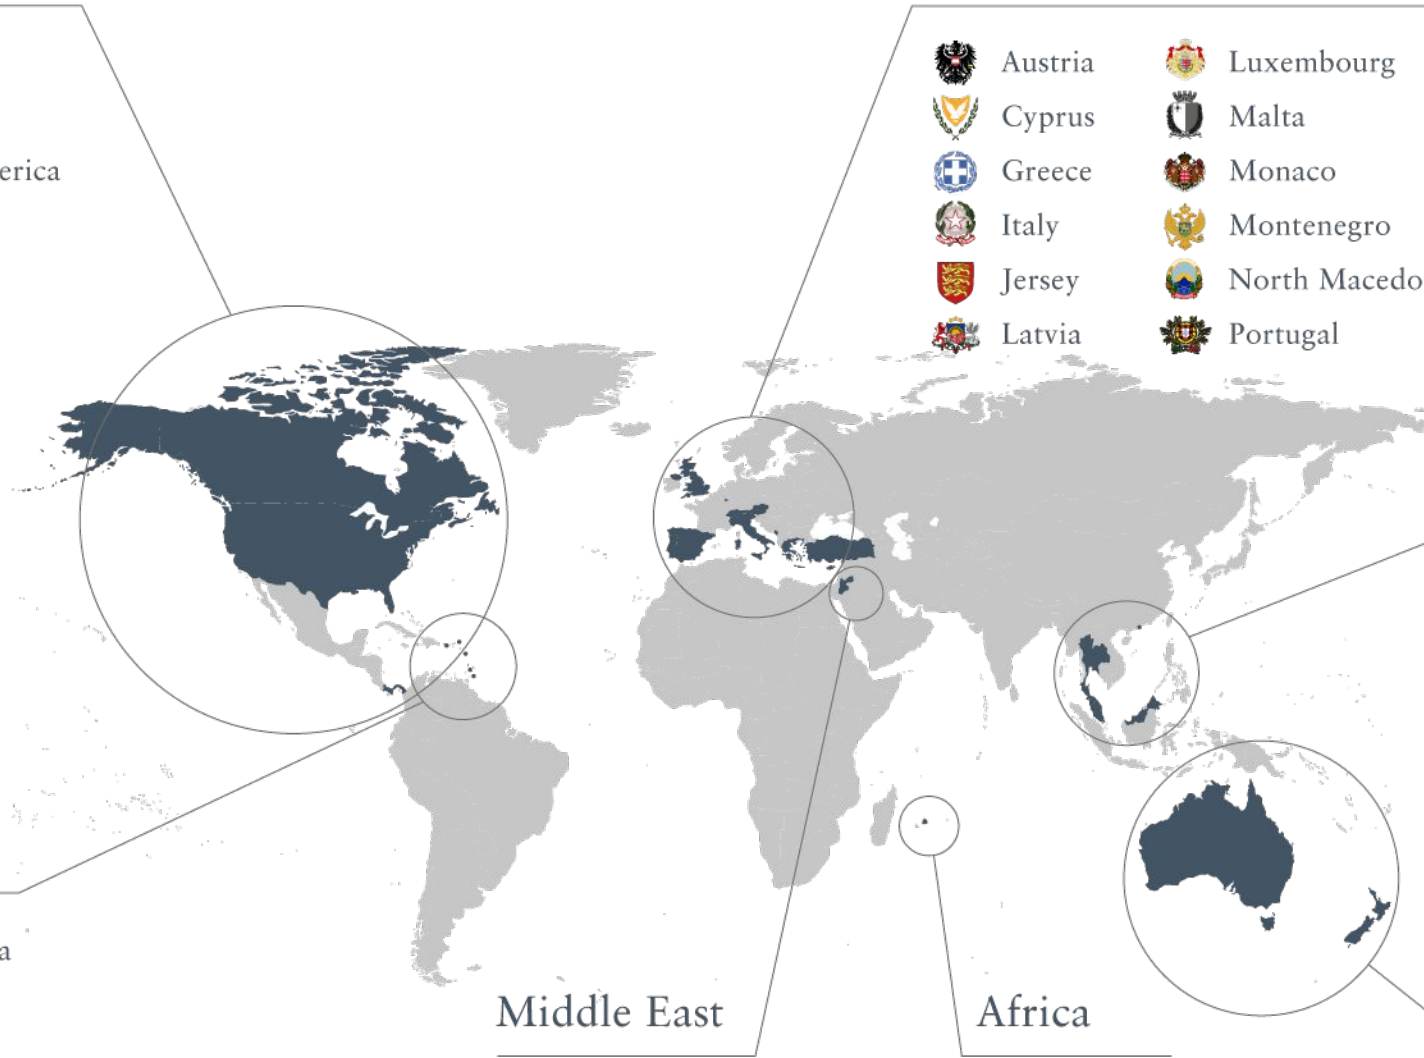 Austria
Luxembourg
Cyprus
Malta
erica
Greece
Monaco
Italy
Montenegro
Jersey
North Macedo
Latvia
Portugal
a
Middle East
Africa